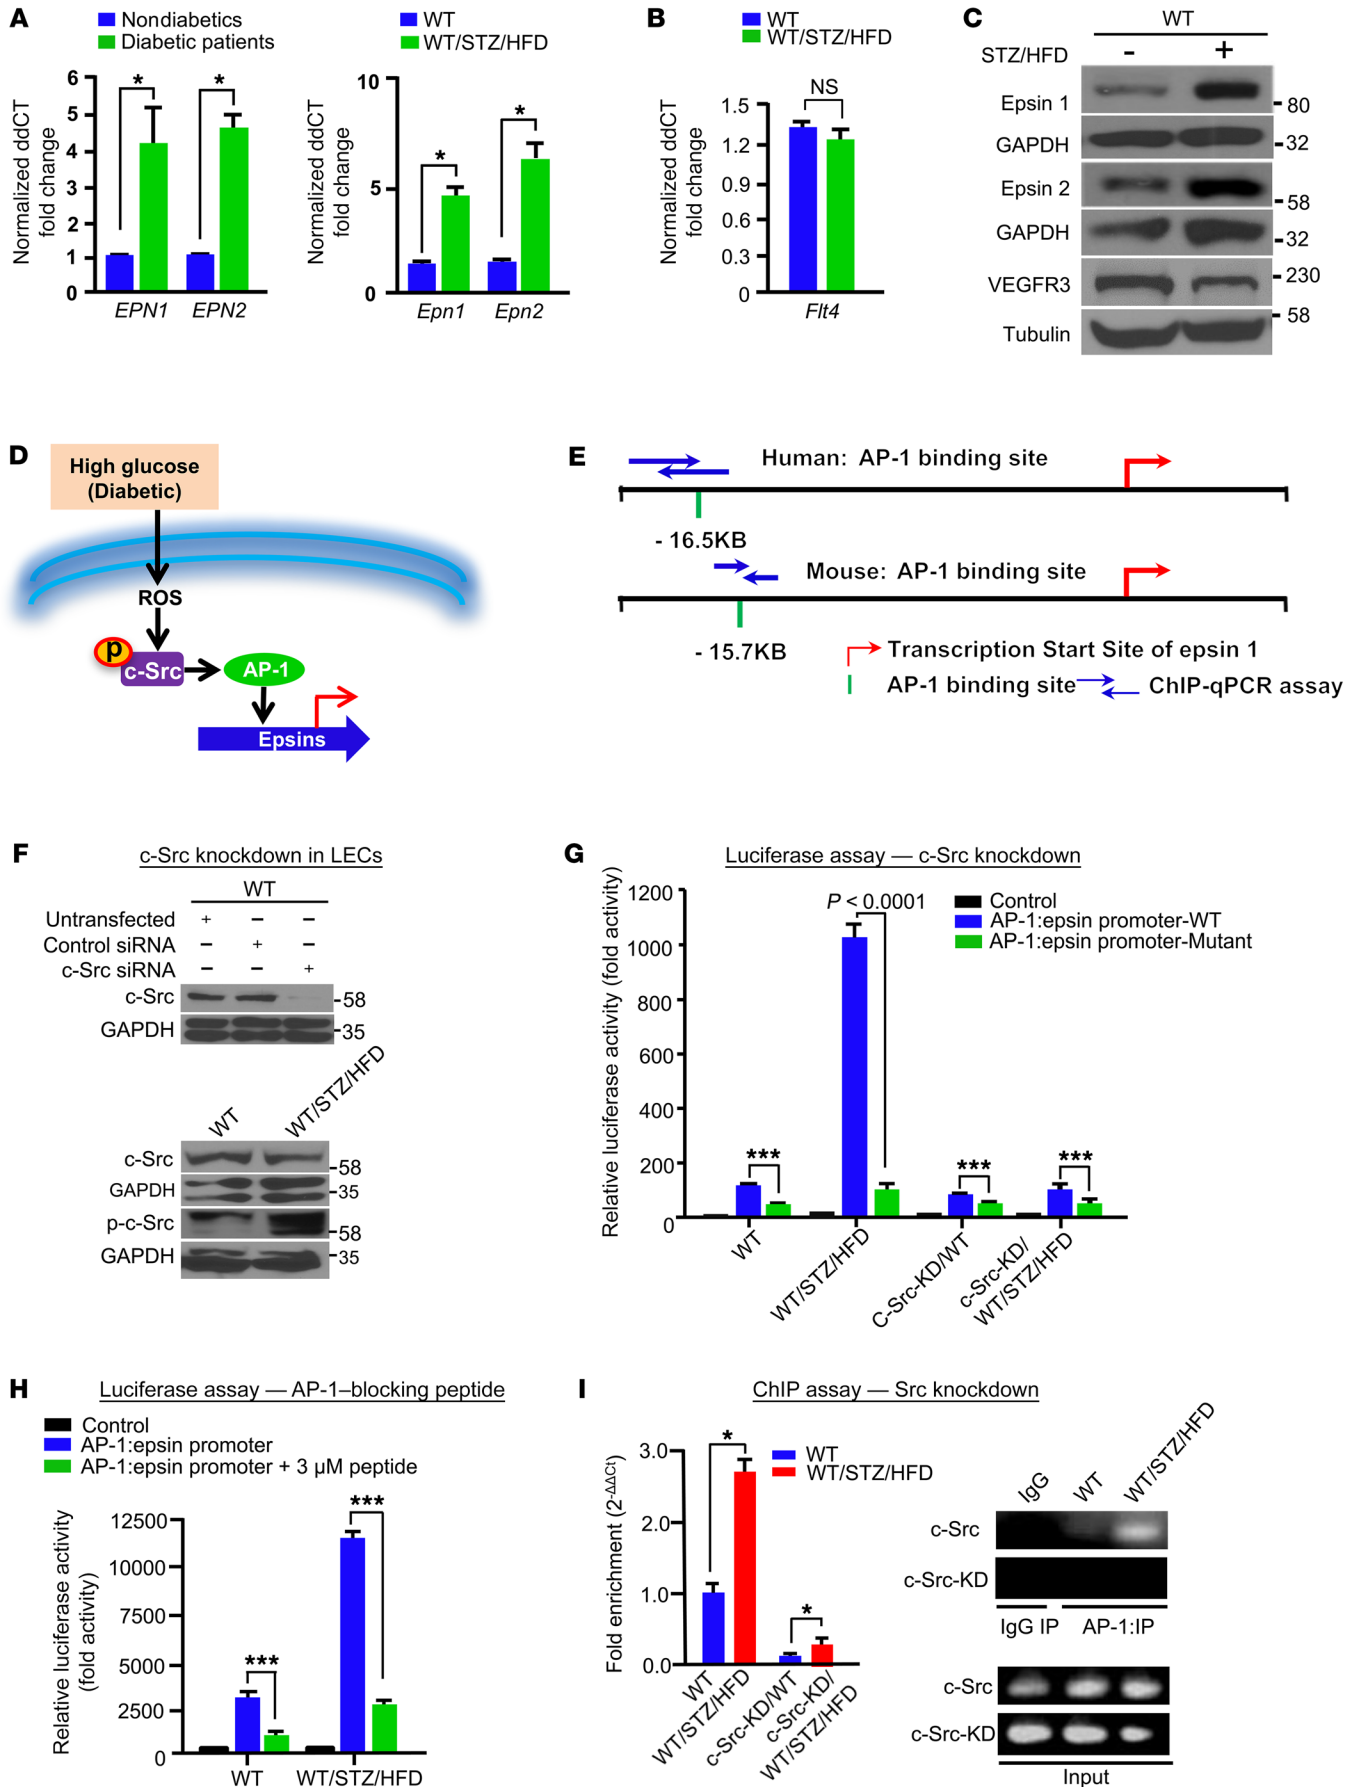 A
Nondiabetics
Diabetic patients
Normalized ddCT
fold change
6
5
4
3
2
1
0
*
*
EPN1
EPN2
WT
WT/STZ/HFD
Normalized ddCT
fold change
10
5
0
*
*
Epn1
Epn2
B
WT
WT/STZ/HFD
Normalized ddCT
fold change
1.5
1.2
0.9
0.6
0.3
0
NS
Flt4
C
WT
STZ/HFD - +
Epsin 1
-80
GAPDH
-32
Epsin 2
-58
GAPDH
-32
VEGFR3
-230
-58
Tubulin
D
High glucose
(Diabetic)
ROS
p
c-Src
AP-1
Epsins
E
Human: AP-1 binding site
- 16.5KB
Mouse: AP-1 binding site
- 15.7KB
Transcription Start Site of epsin 1
AP-1 binding site
ChIP-qPCR assay
F
c-Src knockdown in LECs
WT
Untransfected + – –
Control siRNA – + –
c-Src siRNA – – +
c-Src
-58
GAPDH
-35
WT
WT/STZ/HFD
c-Src
-58
GAPDH
-35
p-c-Src
-58
GAPDH
-35
G
Luciferase assay — c-Src knockdown
Relative luciferase activity (fold activity)
1200
1000
800
600
400
200
0
P < 0.0001
Control
AP-1:epsin promoter-WT
AP-1:epsin promoter-Mutant
***
***
***
WT
WT/STZ/HFD
C-Src-KD/WT
c-Src-KD/
WT/STZ/HFD
H
Luciferase assay — AP-1–blocking peptide
Control
AP-1:epsin promoter
AP-1:epsin promoter + 3 μM peptide
Relative luciferase activity
(fold activity)
12500
10000
7500
5000
2500
0
***
***
WT
WT/STZ/HFD
I
ChIP assay — Src knockdown
Fold enrichment (2-ΔΔCt)
3.0
2.0
1.0
0.0
*
*
WT
WT/STZ/HFD
WT
WT/STZ/HFD
c-Src-KD/WT
c-Src-KD/
WT/STZ/HFD
IgG
WT
WT/STZ/HFD
c-Src
c-Src-KD
IgG IP
AP-1:IP
c-Src
c-Src-KD
Input